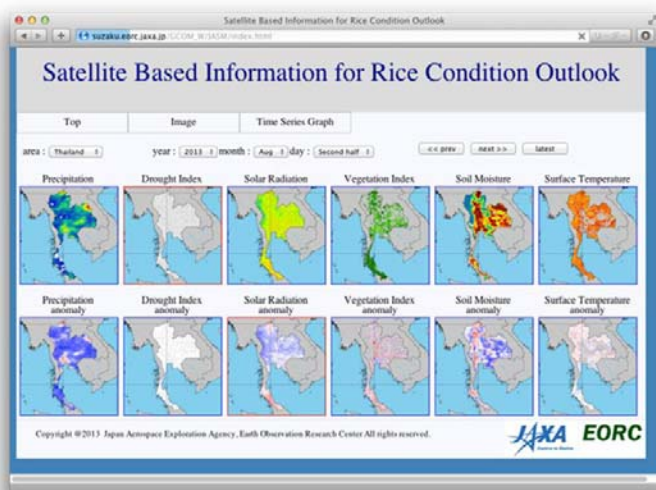 Satellite Based Information for Rice Condition Outlook
suzaku.eorc.jaxa.jp/GCOM_W/JASMI/index.html
Satellite Based Information for Rice Condition Outlook
Top Image Time Series Graph
area : Thailand year : 2013 month : Aug day : Second half << prev next >> latest
Precipitation Drought Index Solar Radiation Vegetation Index Soil Moisture Surface Temperature
Precipitation anomaly Drought Index anomaly Solar Radiation anomaly Vegetation Index anomaly Soil Moisture anomaly Surface Temperature anomaly
Copyright @2013 Japan Aerospace Exploration Agency, Earth Observation Research Center All rights reserved.
JAXA EORC